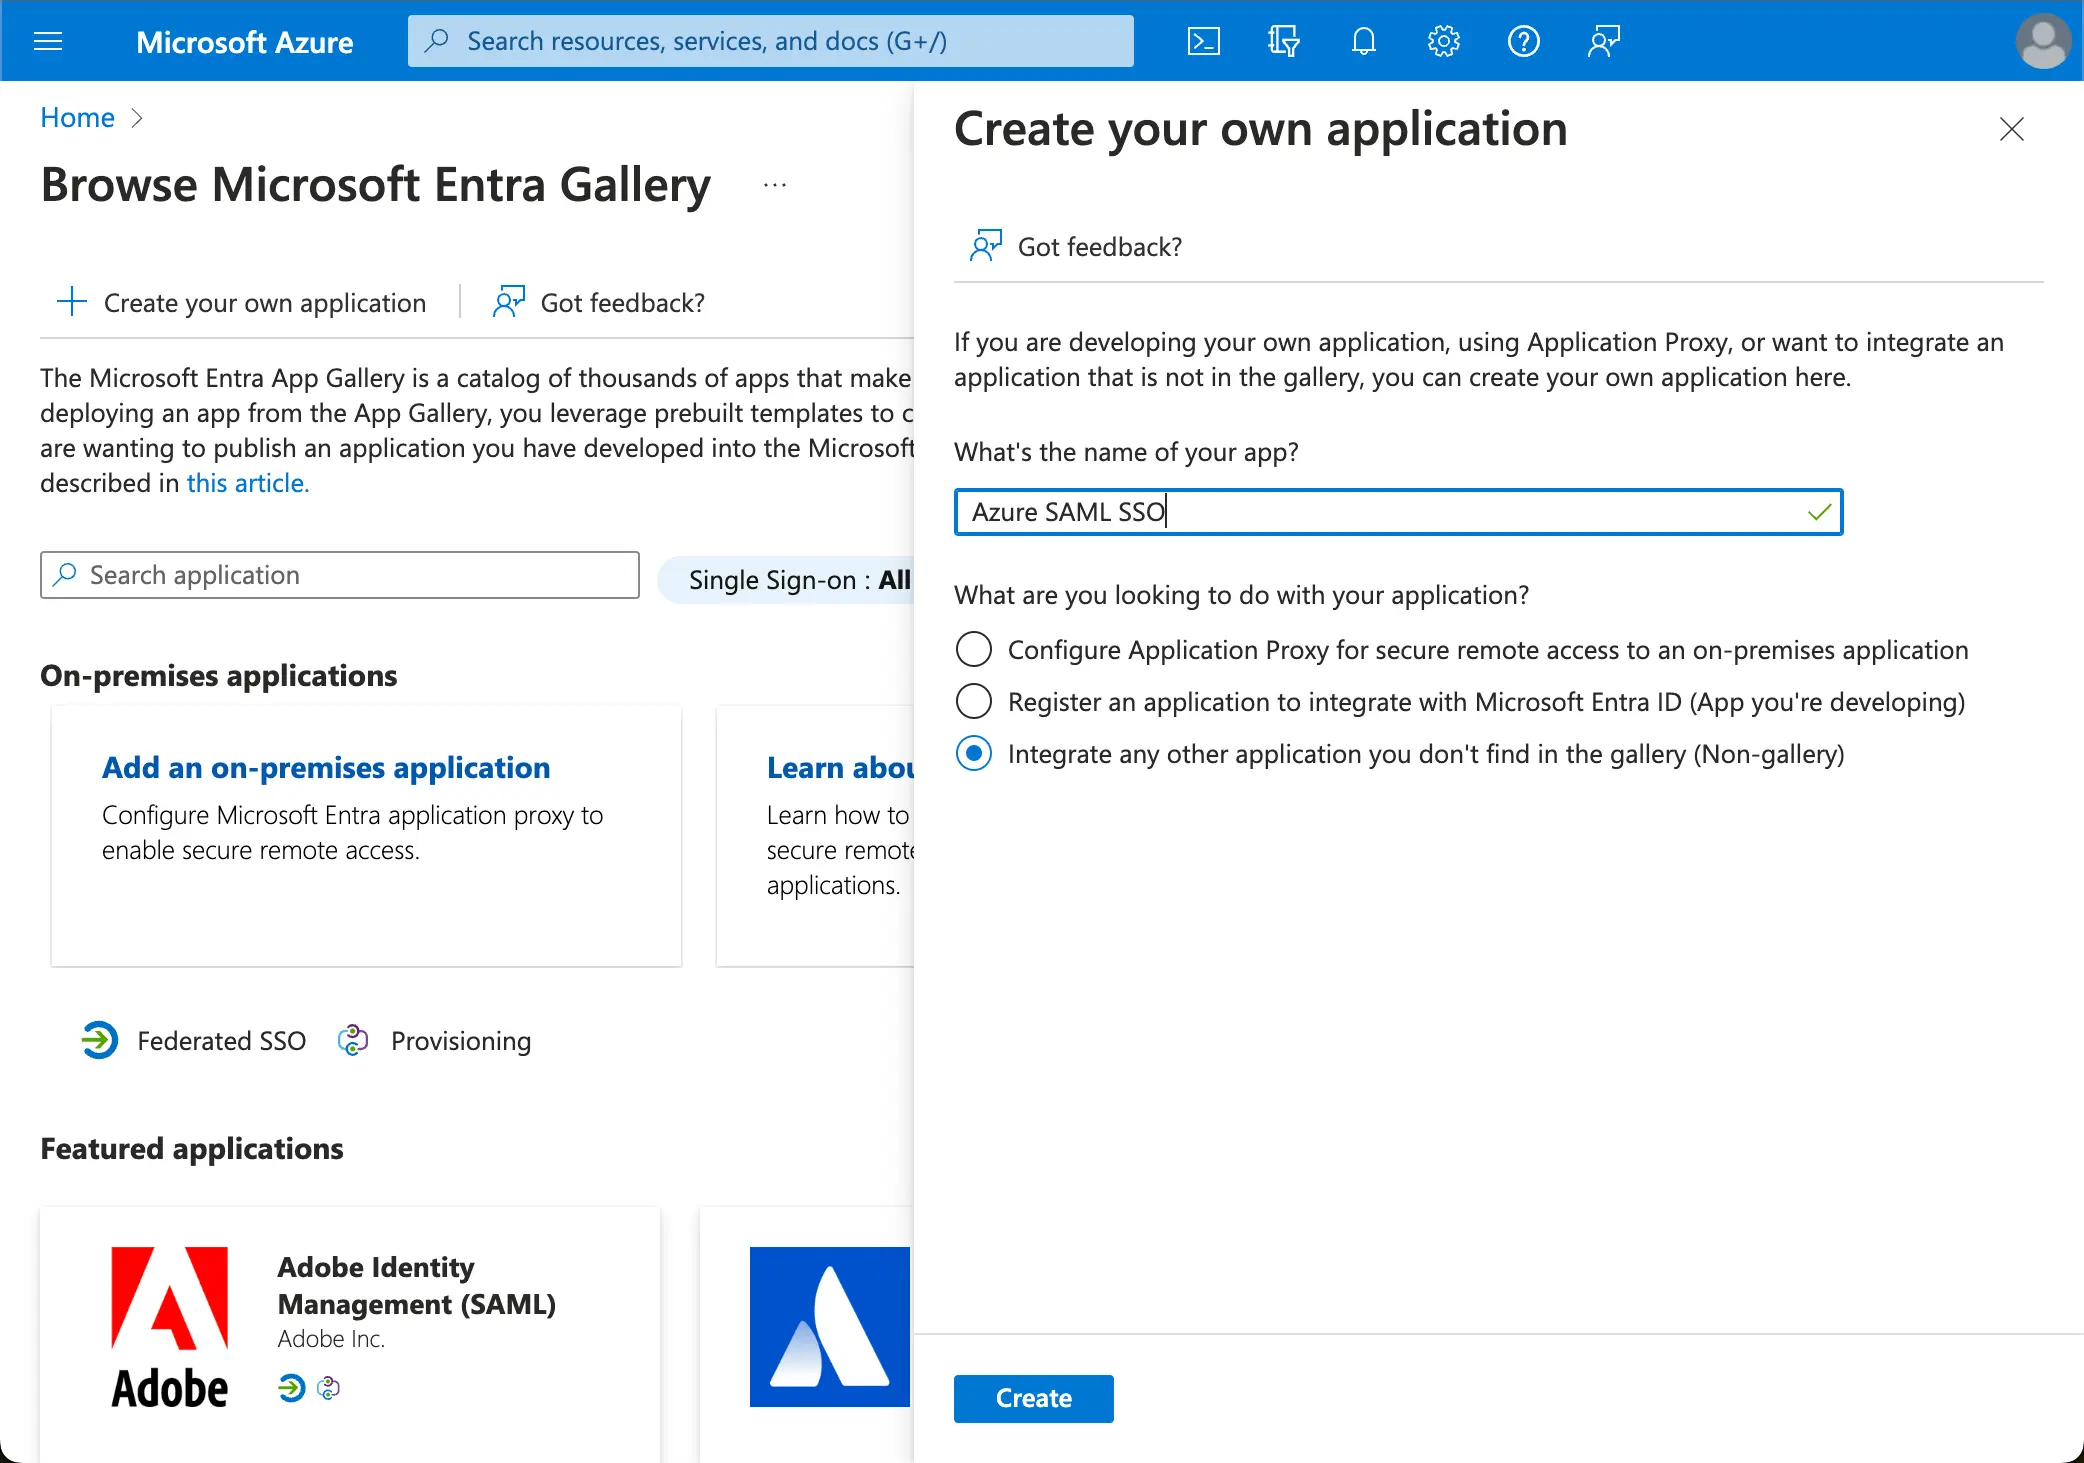 Microsoft Azure
Search resources, services, and docs (G+/)
Home
Browse Microsoft Entra Gallery
...
Create your own application
Got feedback?
The Microsoft Entra App Gallery is a catalog of thousands of apps that make
deploying an app from the App Gallery, you leverage prebuilt templates to c
are wanting to publish an application you have developed into the Microsoft
described in this article.
Search application
Single Sign-on : All
On-premises applications
Add an on-premises application
Configure Microsoft Entra application proxy to
enable secure remote access.
Learn abou
Learn how to
secure remote
applications.
Federated SSO
Provisioning
Featured applications
Adobe
Adobe Identity
Management (SAML)
Adobe Inc.
Create your own application
Got feedback?
If you are developing your own application, using Application Proxy, or want to integrate an
application that is not in the gallery, you can create your own application here.
What's the name of your app?
Azure SAML SSO
What are you looking to do with your application?
Configure Application Proxy for secure remote access to an on-premises application
Register an application to integrate with Microsoft Entra ID (App you're developing)
Integrate any other application you don't find in the gallery (Non-gallery)
Create